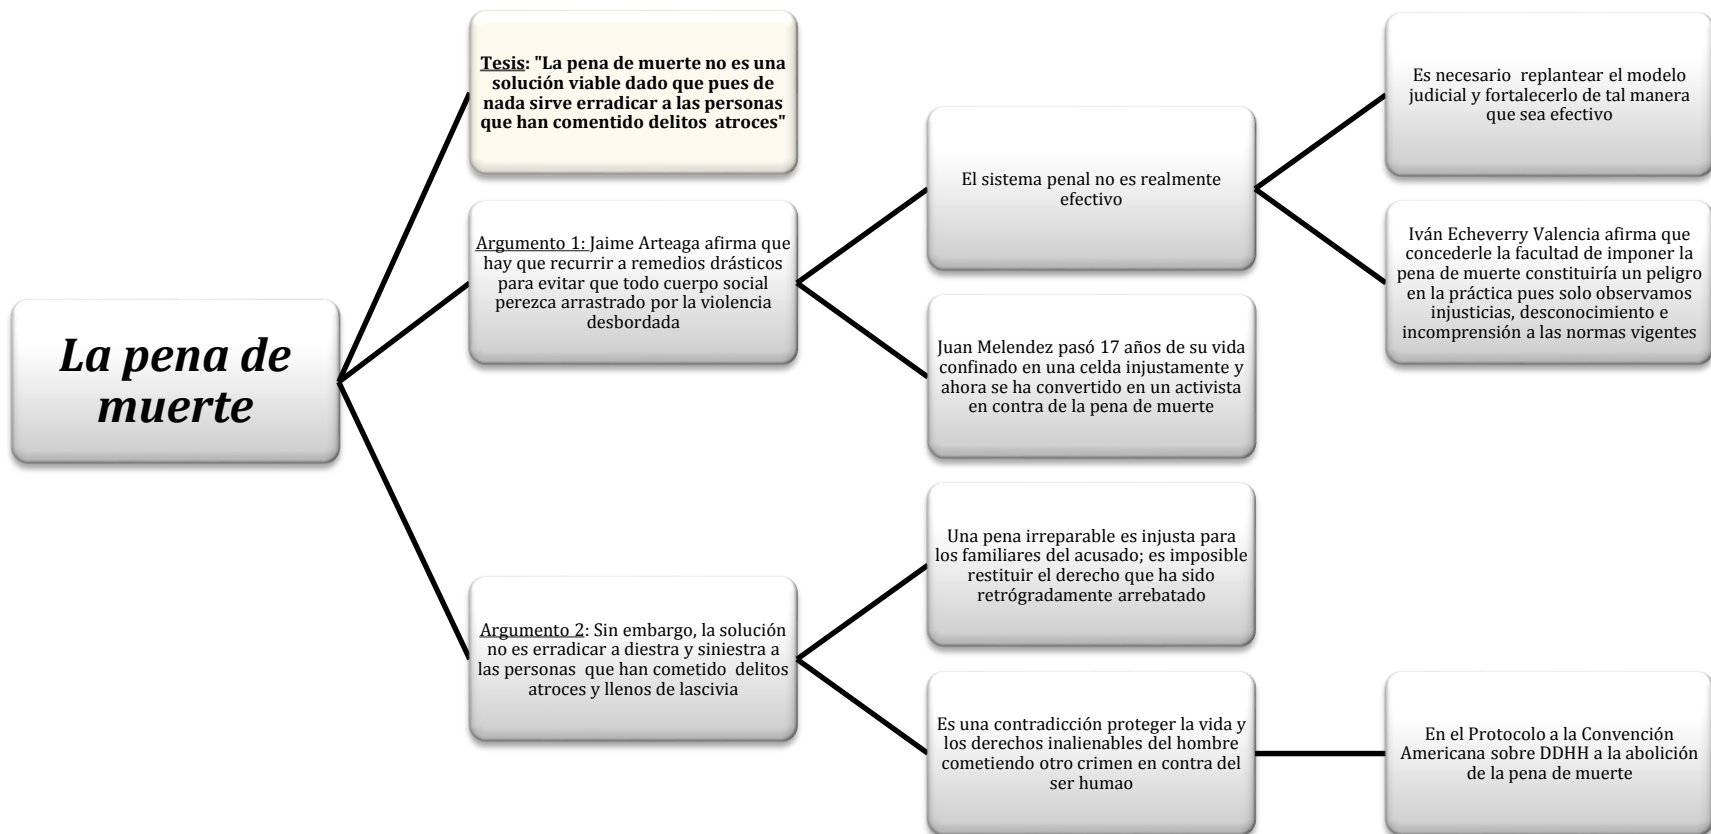 La pena de
muerte
Tesis: "La pena de muerte no es una
solución viable dado que pues de
nada sirve erradicar a las personas
que han comentido delitos  atroces"
Argumento 1: Jaime Arteaga afirma que
hay que recurrir a remedios drásticos
para evitar que todo cuerpo social
perezca arrastrado por la violencia
desbordada
El sistema penal no es realmente
efectivo
Es necesario  replantear el modelo
judicial y fortalecerlo de tal manera
que sea efectivo
Iván Echeverry Valencia afirma que
concederle la facultad de imponer la
pena de muerte constituiría un peligro
en la práctica pues solo observamos
injusticias, desconocimiento e
incomprensión a las normas vigentes
Juan Melendez pasó 17 años de su vida
confinado en una celda injustamente y
ahora se ha convertido en un activista
en contra de la pena de muerte
Argumento 2: Sin embargo, la solución
no es erradicar a diestra y siniestra a
las personas  que han cometido  delitos
atroces y llenos de lascivia
Una pena irreparable es injusta para
los familiares del acusado; es imposible
restituir el derecho que ha sido
retrógradamente arrebatado
Es una contradicción proteger la vida y
los derechos inalienables del hombre
cometiendo otro crimen en contra del
ser humao
En el Protocolo a la Convención
Americana sobre DDHH a la abolición
de la pena de muerte